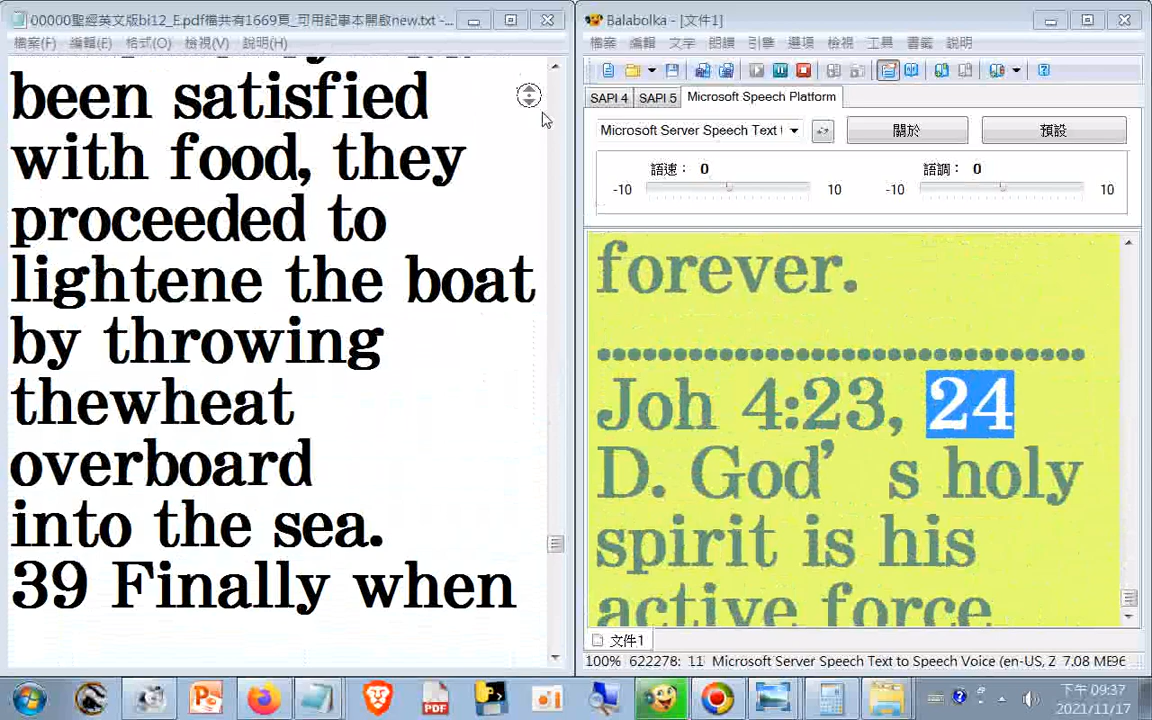 00000聖經英文版bi12_E.pdf檔共有1669頁_可用記事本開啟new.txt -...
檔案(F) 編輯(E) 格式(O) 檢視(V) 說明(H)
been satisfied
with food, they
proceeded to
lightene the boat
by throwing
thewheat
overboard
into the sea.
39 Finally when
Balabolka - [文件1]
檔案 編輯 文字 朗讀 引擎 選項 檢視 工具 書籤 說明
SAPI 4 SAPI 5 Microsoft Speech Platform
Microsoft Server Speech Text 關於 預設
語速： 0 語調： 0
-10 10 -10 10
forever.
Joh 4:23, 24
D. God’ s holy
spirit is his
active force
文件1
100% 622278: 11 Microsoft Server Speech Text to Speech Voice (en-US, Z 7.08 ME96
PDF
下午 09:37
2021/11/17